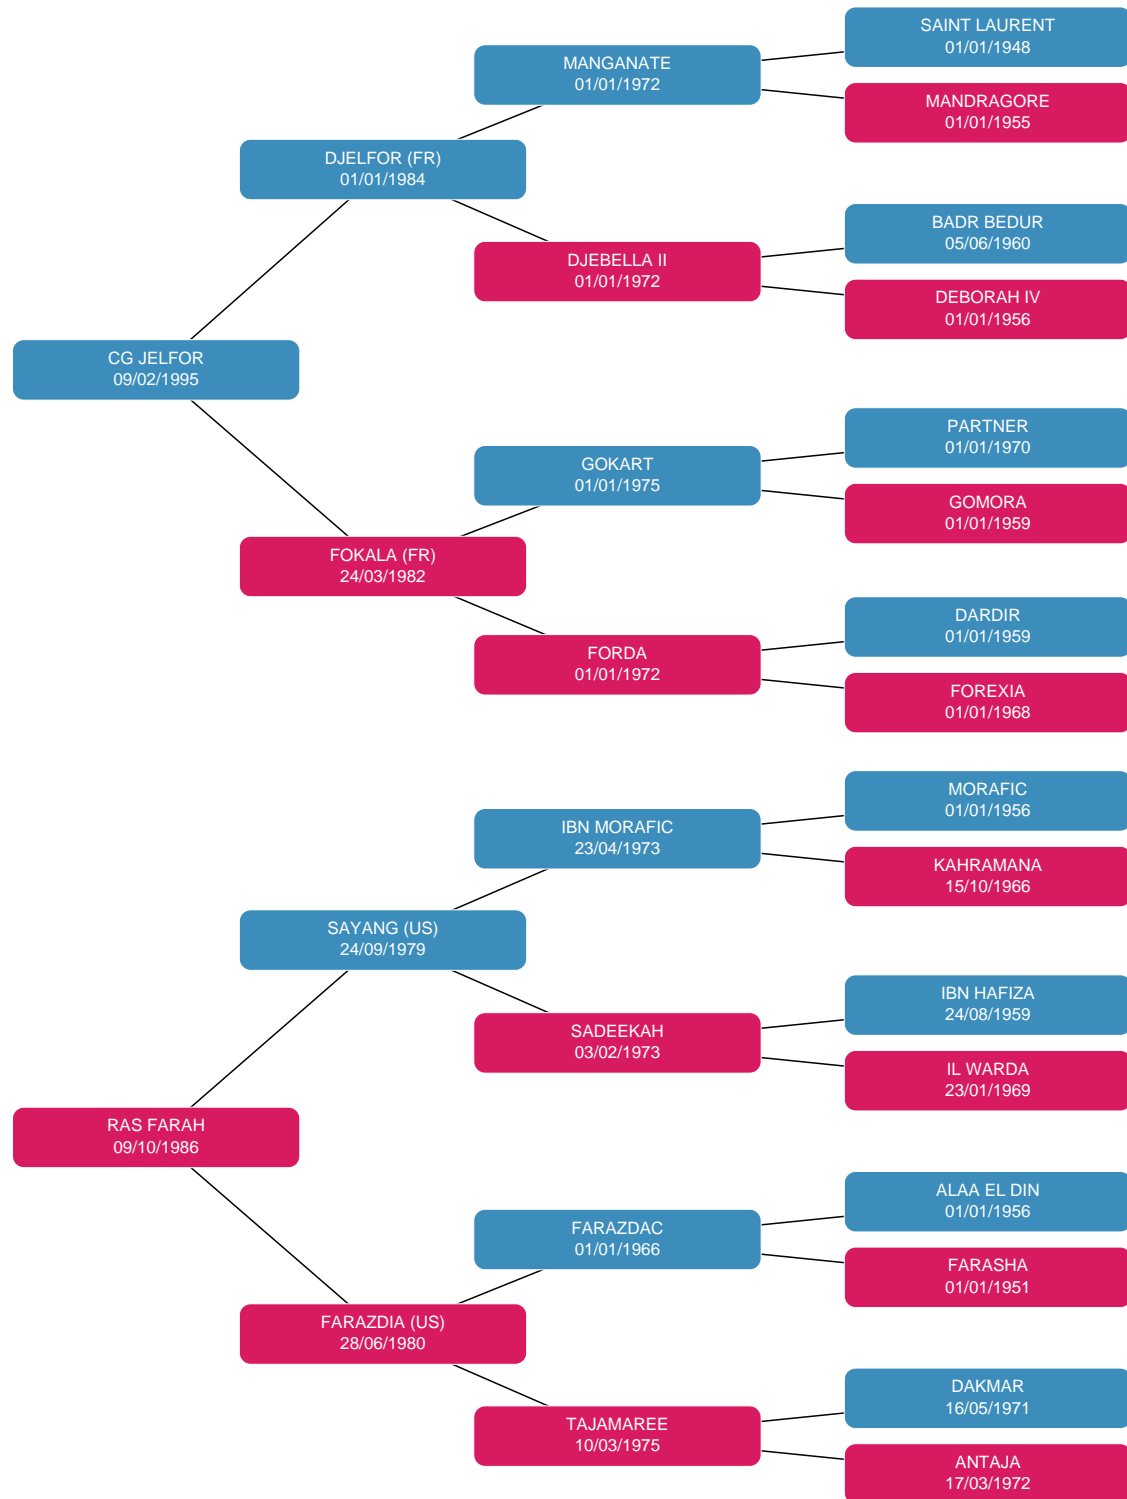 SAINT LAURENT
01/01/1948
MANGANATE
01/01/1972
MANDRAGORE
01/01/1955
DJELFOR (FR)
01/01/1984
BADR BEDUR
05/06/1960
DJEBELLA II
01/01/1972
DEBORAH IV
01/01/1956
CG JELFOR
09/02/1995
PARTNER
01/01/1970
GOKART
01/01/1975
GOMORA
01/01/1959
FOKALA (FR)
24/03/1982
DARDIR
01/01/1959
FORDA
01/01/1972
FOREXIA
01/01/1968
MORAFIC
01/01/1956
IBN MORAFIC
23/04/1973
KAHRAMANA
15/10/1966
SAYANG (US)
24/09/1979
IBN HAFIZA
24/08/1959
SADEEKAH
03/02/1973
IL WARDA
23/01/1969
RAS FARAH
09/10/1986
ALAA EL DIN
01/01/1956
FARAZDAC
01/01/1966
FARASHA
01/01/1951
FARAZDIA (US)
28/06/1980
DAKMAR
16/05/1971
TAJAMAREE
10/03/1975
ANTAJA
17/03/1972